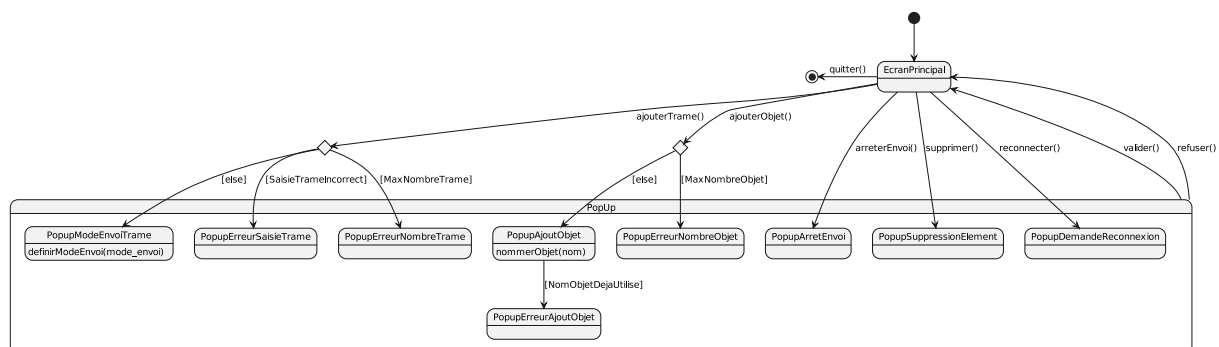 EcranPrincipal
quitter()
ajouterTrame()
ajouterObjet()
arreterEnvoi()
supprimer()
reconnecter()
valider()
refuser()
[else]
[SaisieTrameIncorrect]
[MaxNombreTrame]
[else]
[MaxNombreObjet]
PopUp
PopupModeEnvoiTrame
definirModeEnvoi(mode_envoi)
PopupErreurSaisieTrame
PopupErreurNombreTrame
PopupAjoutObjet
nommerObjet(nom)
PopupErreurNombreObjet
PopupArretEnvoi
PopupSuppressionElement
PopupDemandeReconnexion
[NomObjetDejaUtilise]
PopupErreurAjoutObjet